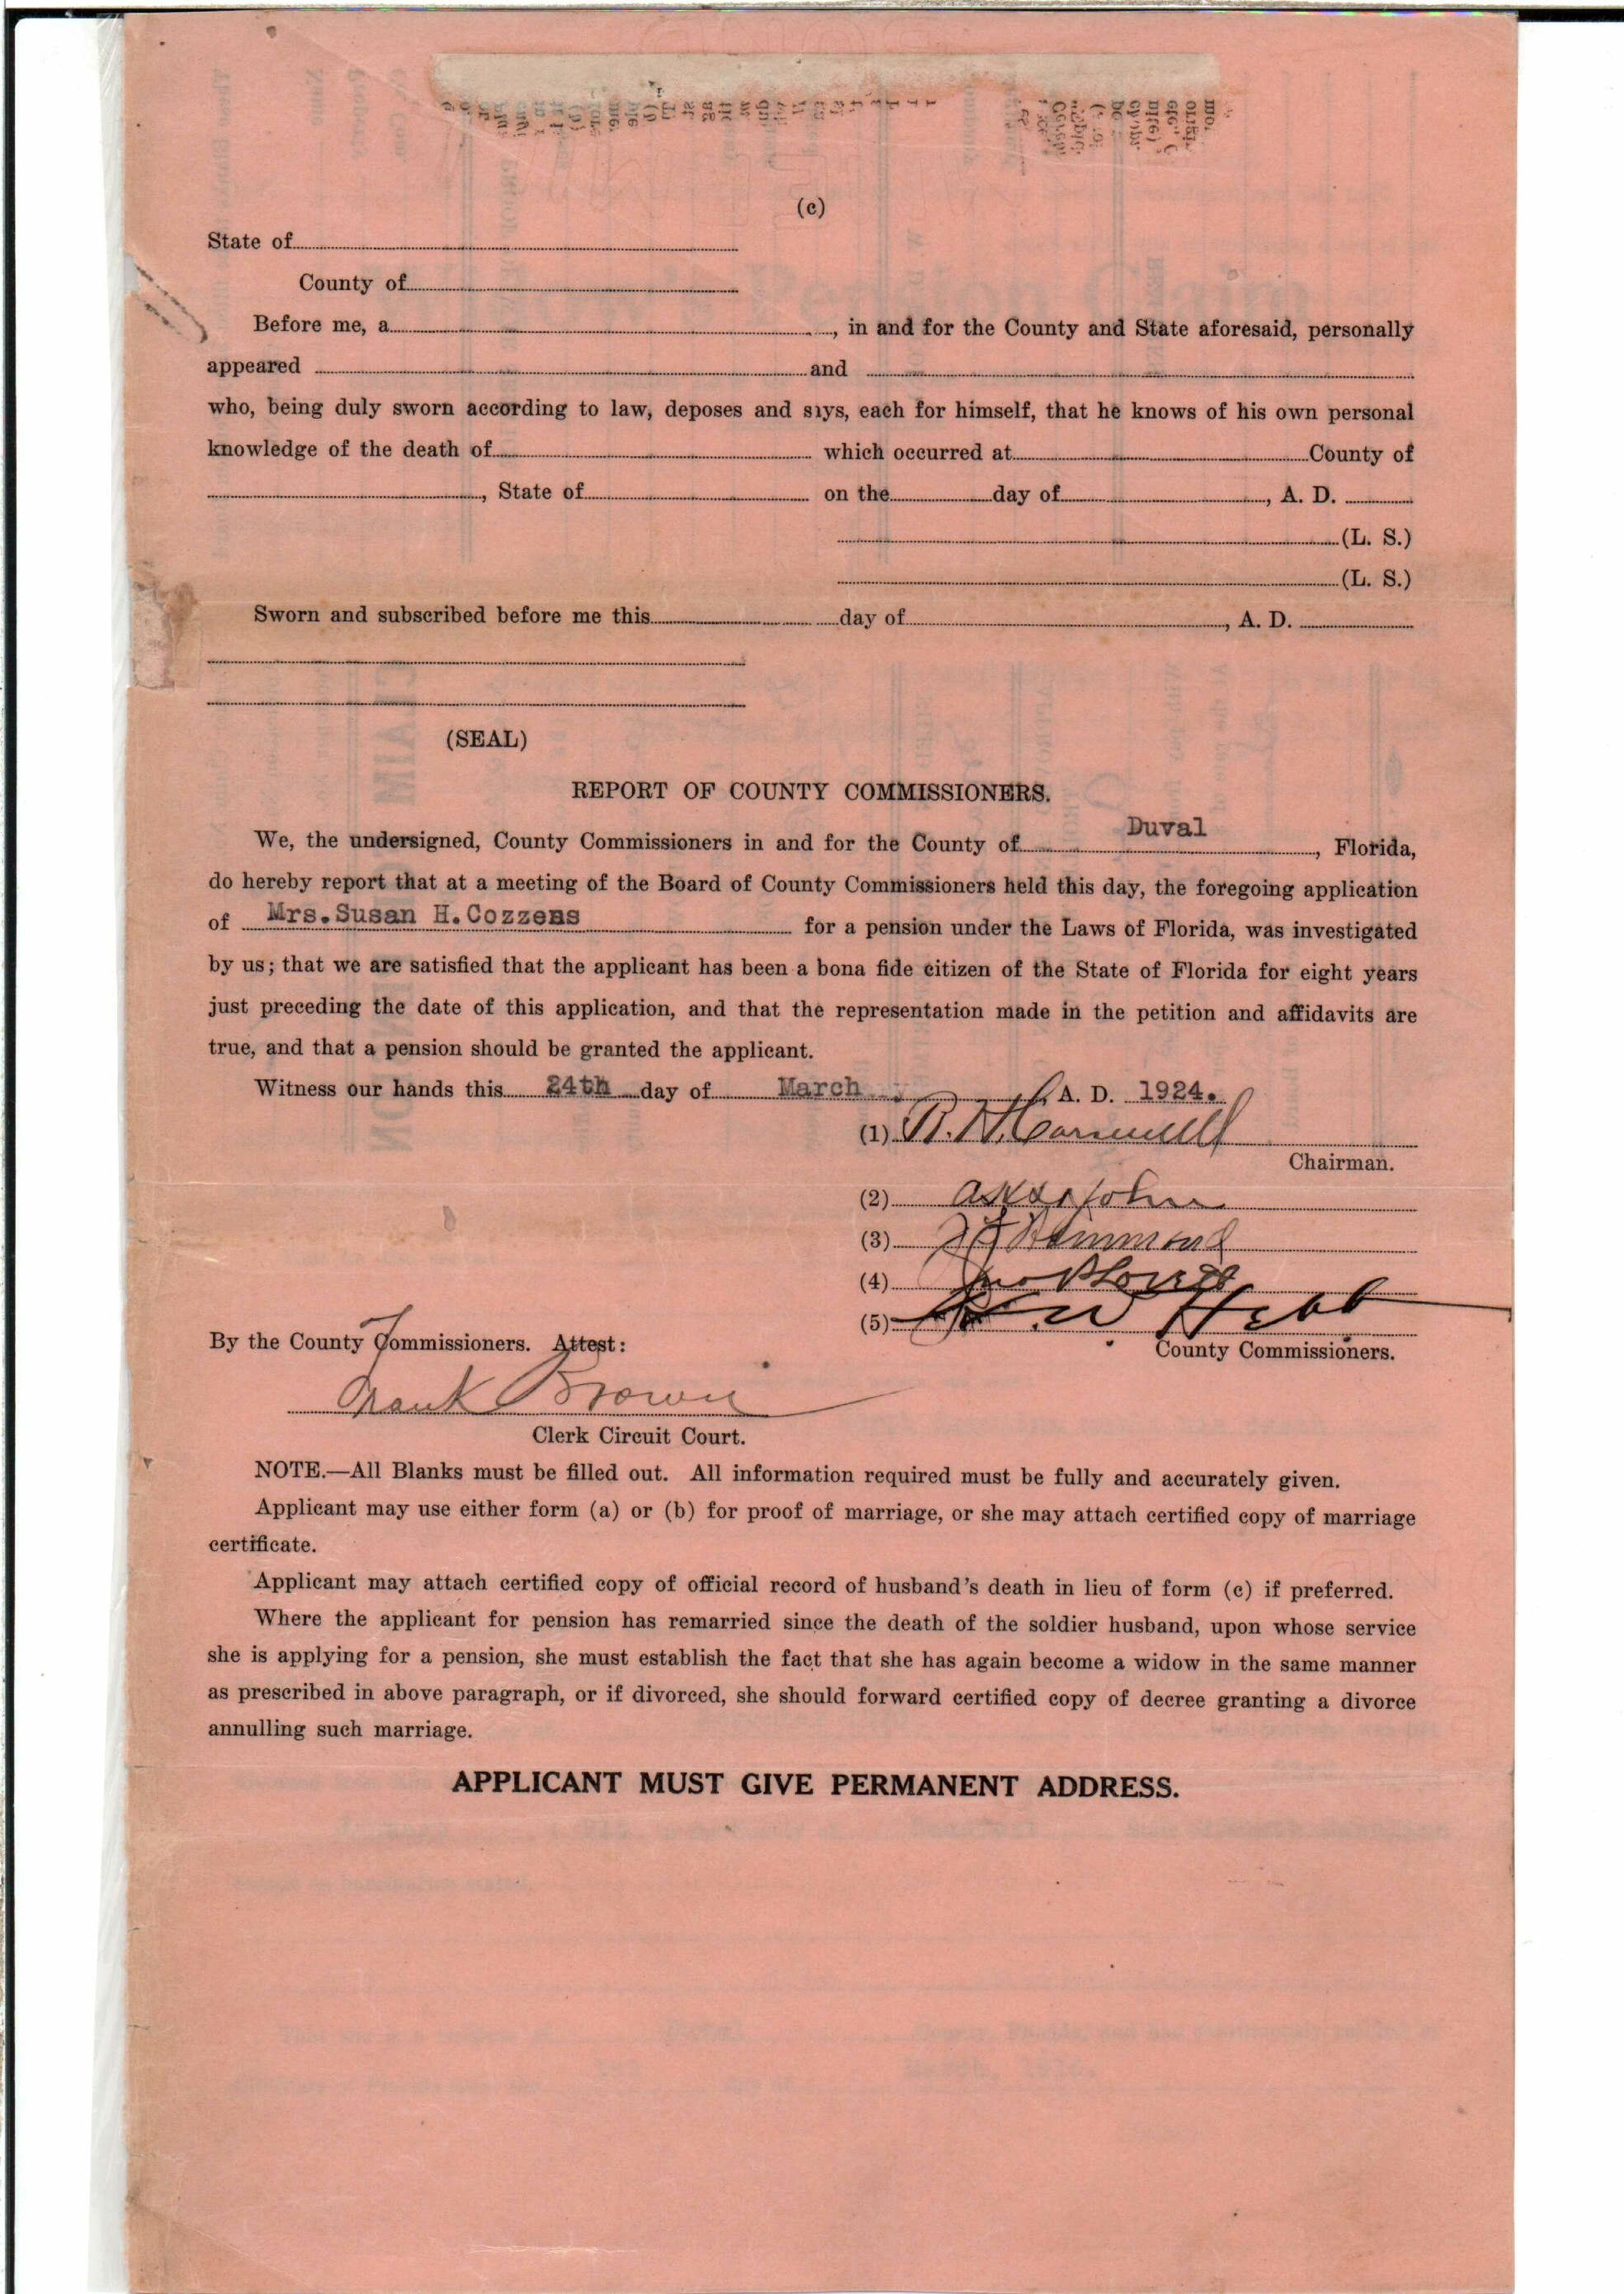 (c)
State of
County of
Before me, a , in and for the County and State aforesaid, personally
appeared and
who, being duly sworn according to law, deposes and siys, each for himself, that he knows of his own personal
knowledge of the death of which occurred at County of
, State of on the day of , A. D.
(L. S.)
(L. S.)
Sworn and subscribed before me this day of , A. D.
(SEAL)
REPORT OF COUNTY COMMISSIONERS.
We, the undersigned, County Commissioners in and for the County of Duval , Florida,
do hereby report that at a meeting of the Board of County Commissioners held this day, the foregoing application
of Mrs.Susan H.Cozzens for a pension under the Laws of Florida, was investigated
by us; that we are satisfied that the applicant has been a bona fide citizen of the State of Florida for eight years
just preceding the date of this application, and that the representation made in the petition and affidavits are
true, and that a pension should be granted the applicant.
Witness our hands this 24th day of March , A. D. 1924.
(1)
Chairman.
(2)
(3) Hammond
(4)
(5) Hebb
By the County Commissioners. Attest:
County Commissioners.
Frank Brown
Clerk Circuit Court.
NOTE.—All Blanks must be filled out. All information required must be fully and accurately given.
Applicant may use either form (a) or (b) for proof of marriage, or she may attach certified copy of marriage
certificate.
Applicant may attach certified copy of official record of husband's death in lieu of form (c) if preferred.
Where the applicant for pension has remarried since the death of the soldier husband, upon whose service
she is applying for a pension, she must establish the fact that she has again become a widow in the same manner
as prescribed in above paragraph, or if divorced, she should forward certified copy of decree granting a divorce
annulling such marriage.
APPLICANT MUST GIVE PERMANENT ADDRESS.